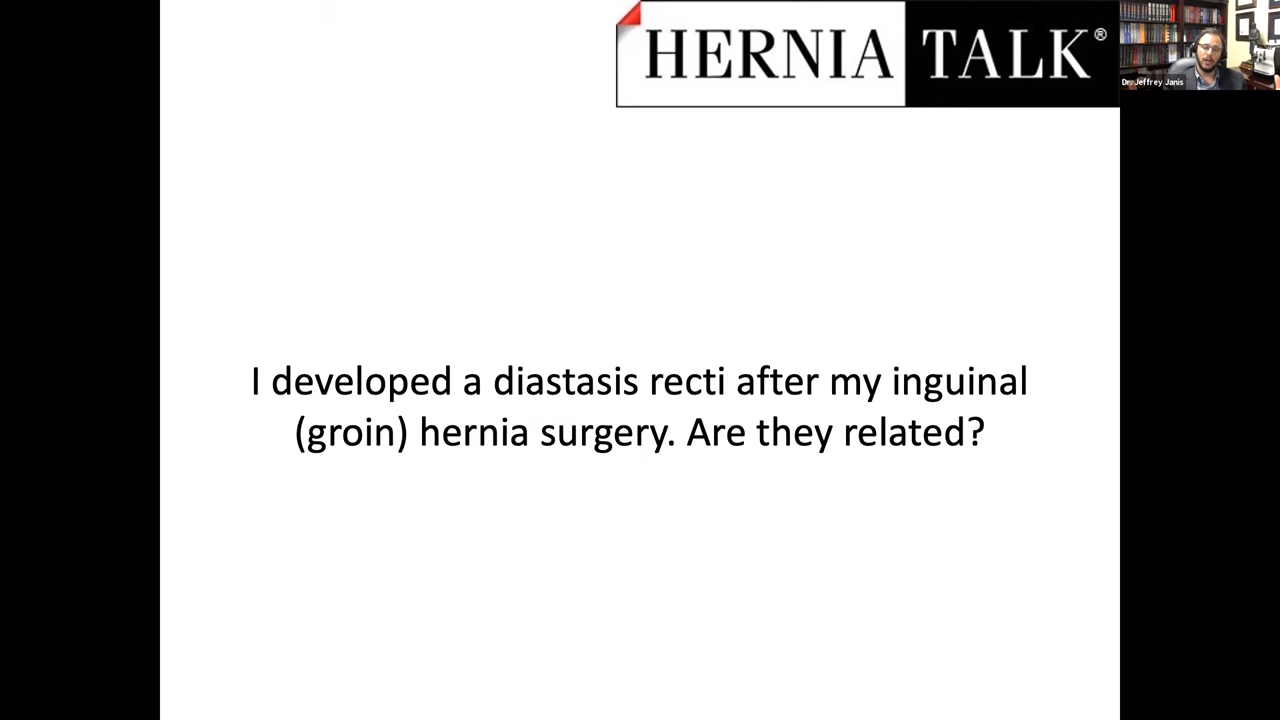 HERNIA TALK®
Dr. Jeffrey Janis
I developed a diastasis recti after my inguinal
(groin) hernia surgery. Are they related?